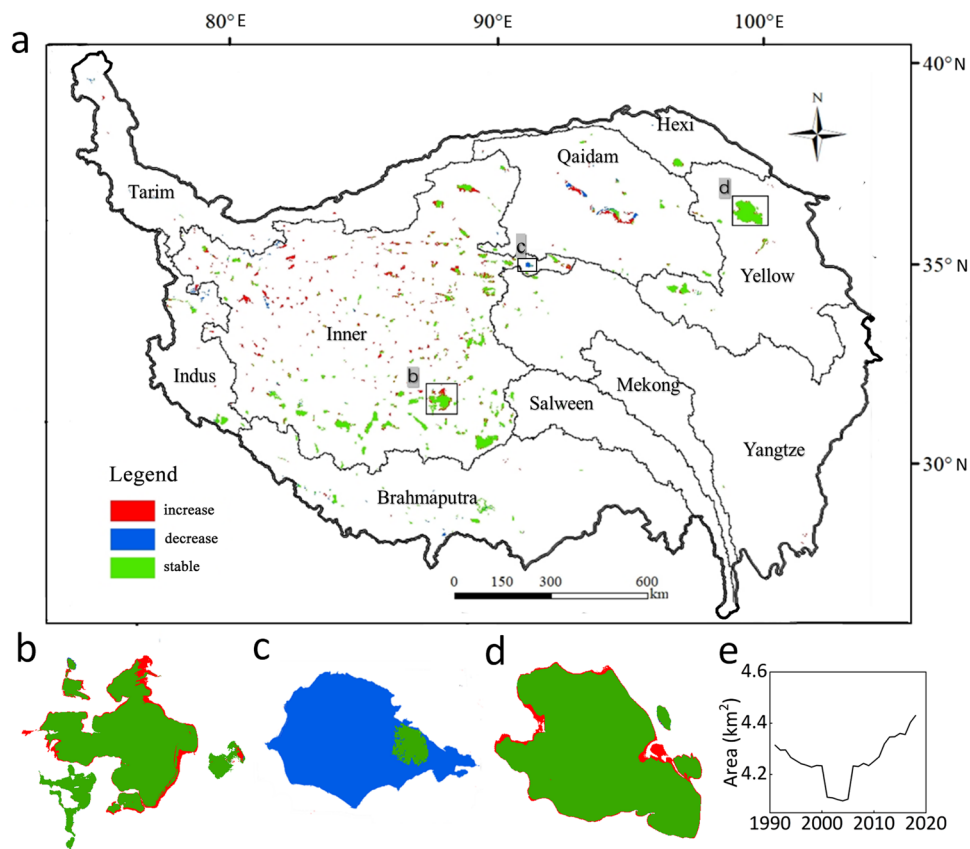 80°E 90°E 100°E
a
40°N
N
Hexi
Qaidam
Tarim
d
c
35°N
Yellow
Inner
b
Indus
Mekong
Salween
Yangtze
30°N
Legend
Brahmaputra
increase
decrease
stable
0 150 300 600
km
b c d e
4.6
4.4
4.2
Area (km²)
1990 2000 2010 2020